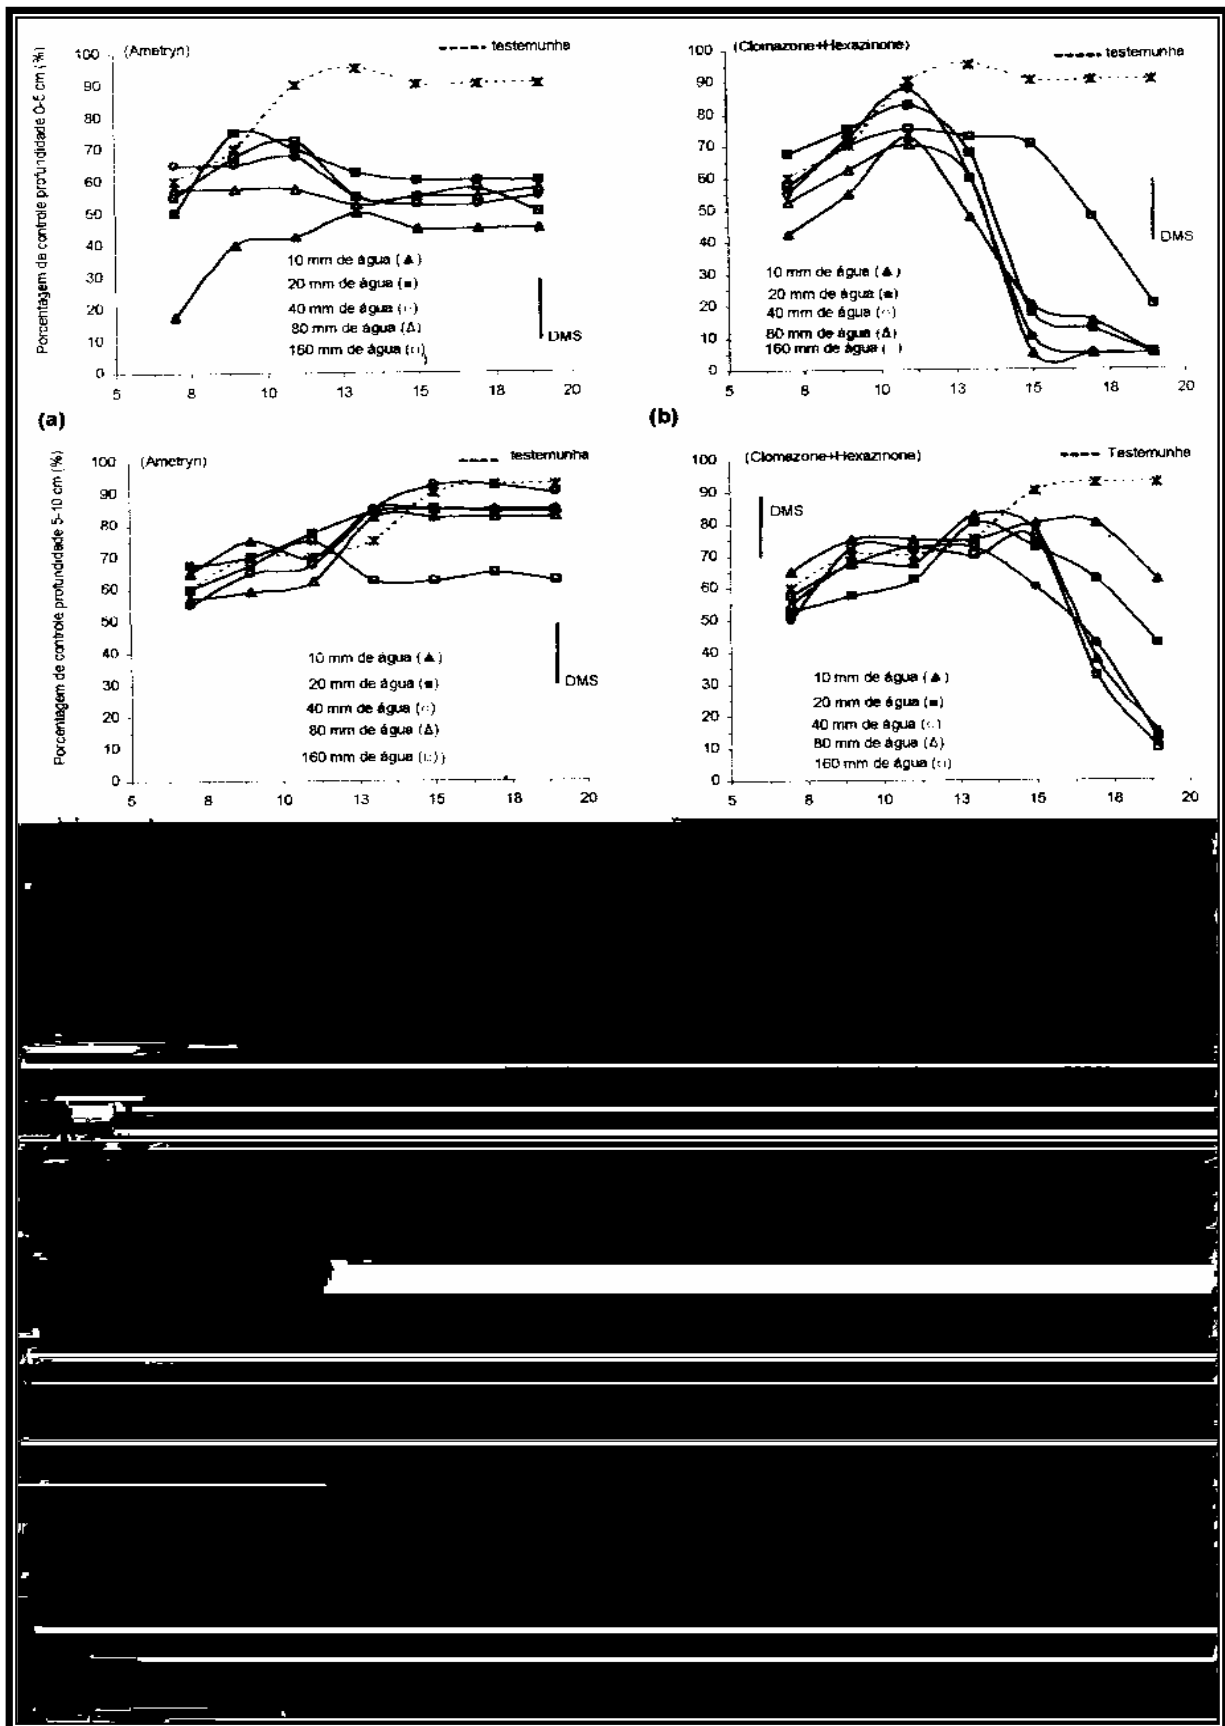 Porcentagem de controle profundidade 0-5 cm (%)
(Ametryn)
testemunha
100
90
80
70
60
50
40
30
20
10
0
10 mm de água (▲)
20 mm de água (■)
40 mm de água (○)
80 mm de água (Δ)
160 mm de água (□)
DMS
5 8 10 13 15 18 20
(a)
(Clomazone+Hexazinone)
testemunha
100
90
80
70
60
50
40
30
20
10
0
10 mm de água (▲)
20 mm de água (■)
40 mm de água (○)
80 mm de água (Δ)
160 mm de água ( )
DMS
5 8 10 13 15 18 20
(b)
Porcentagem de controle profundidade 5-10 cm (%)
(Ametryn)
testemunha
100
90
80
70
60
50
40
30
20
10
0
10 mm de água (▲)
20 mm de água (■)
40 mm de água (○)
80 mm de água (Δ)
160 mm de água (□))
DMS
5 8 10 13 15 18 20
(Clomazone+Hexazinone)
Testemunha
100
90
80
70
60
50
40
30
20
10
0
DMS
10 mm de água (▲)
20 mm de água (■)
40 mm de água (○)
80 mm de água (Δ)
160 mm de água (□)
5 8 10 13 15 18 20